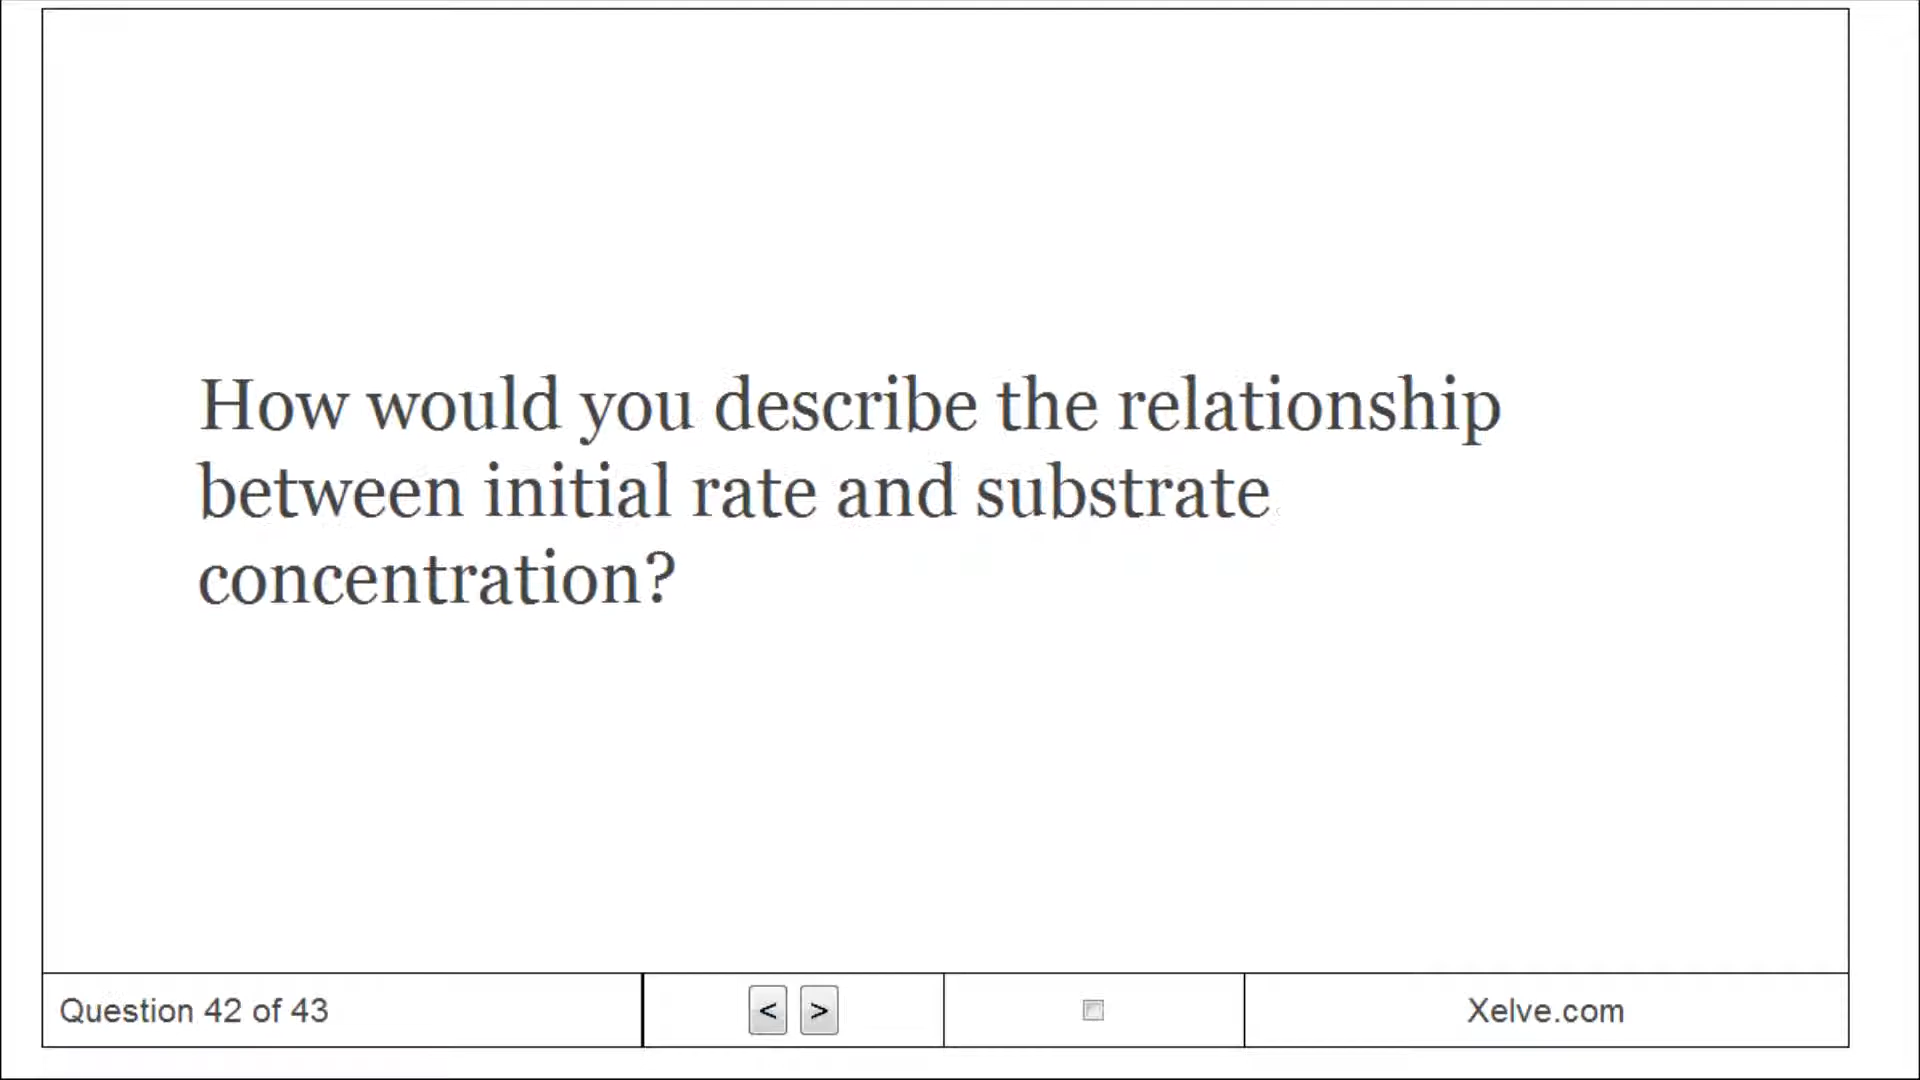 How would you describe the relationship
between initial rate and substrate
concentration?
Question 42 of 43
< >
Xelve.com